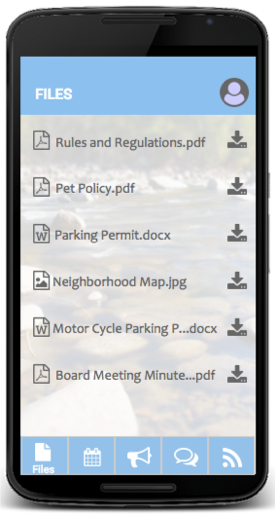 FILES
Rules and Regulations.pdf
Pet Policy.pdf
Parking Permit.docx
Neighborhood Map.jpg
Motor Cycle Parking P...docx
Board Meeting Minute...pdf
Files